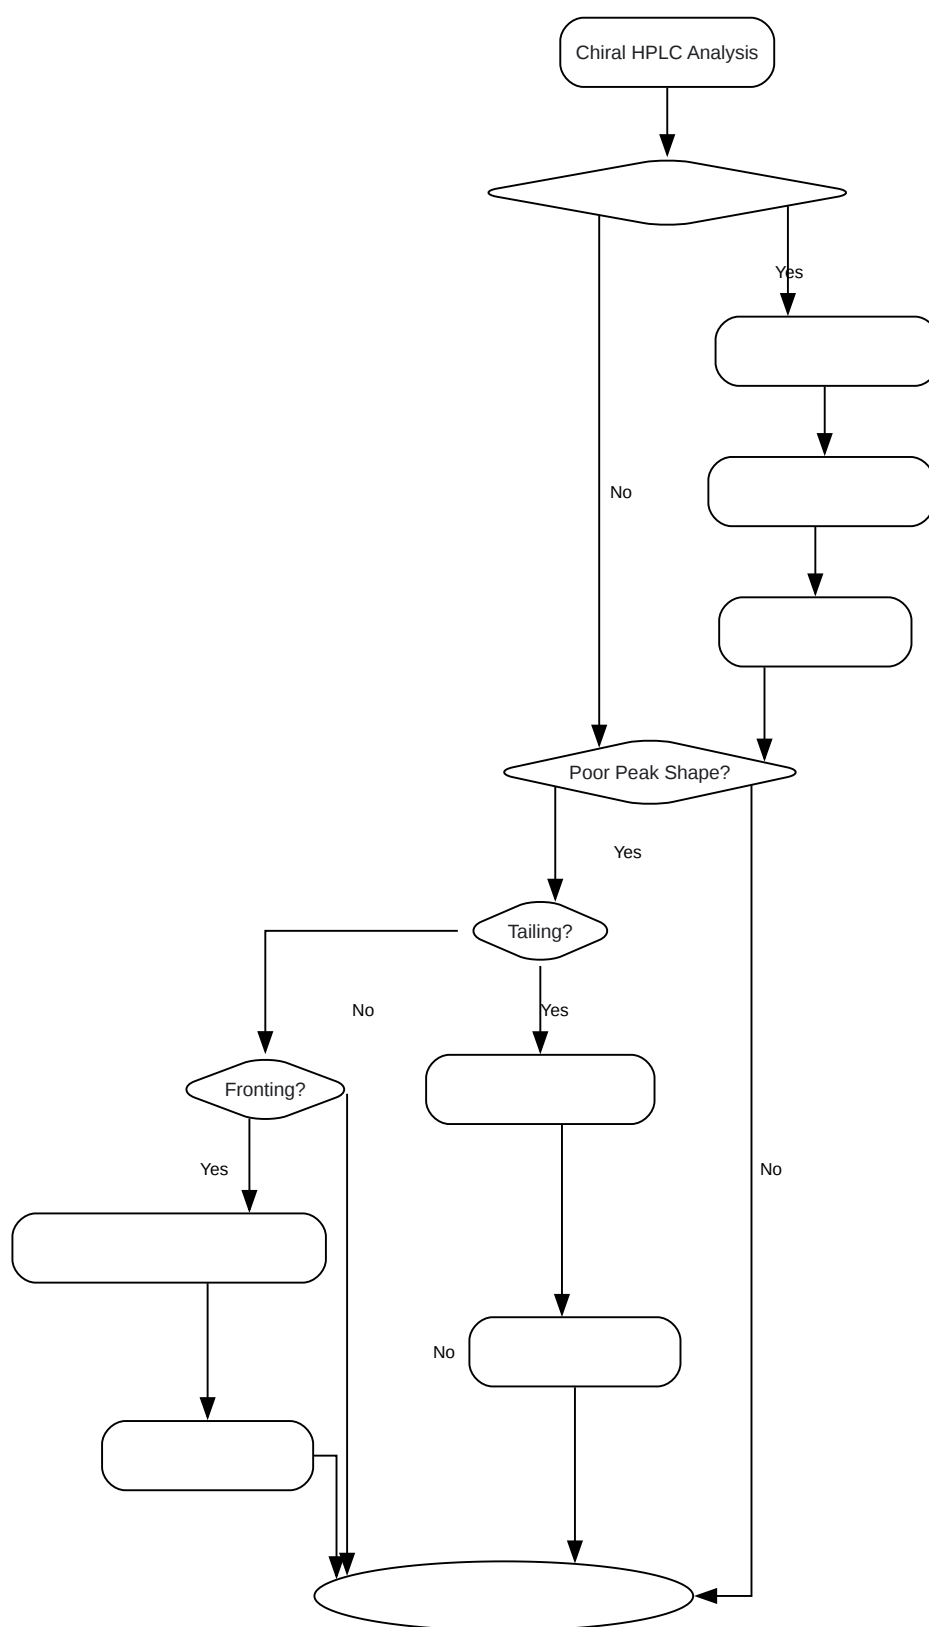 Chiral HPLC Analysis
Yes
No
Poor Peak Shape?
Yes
Tailing?
No
Yes
Fronting?
Yes
No
No